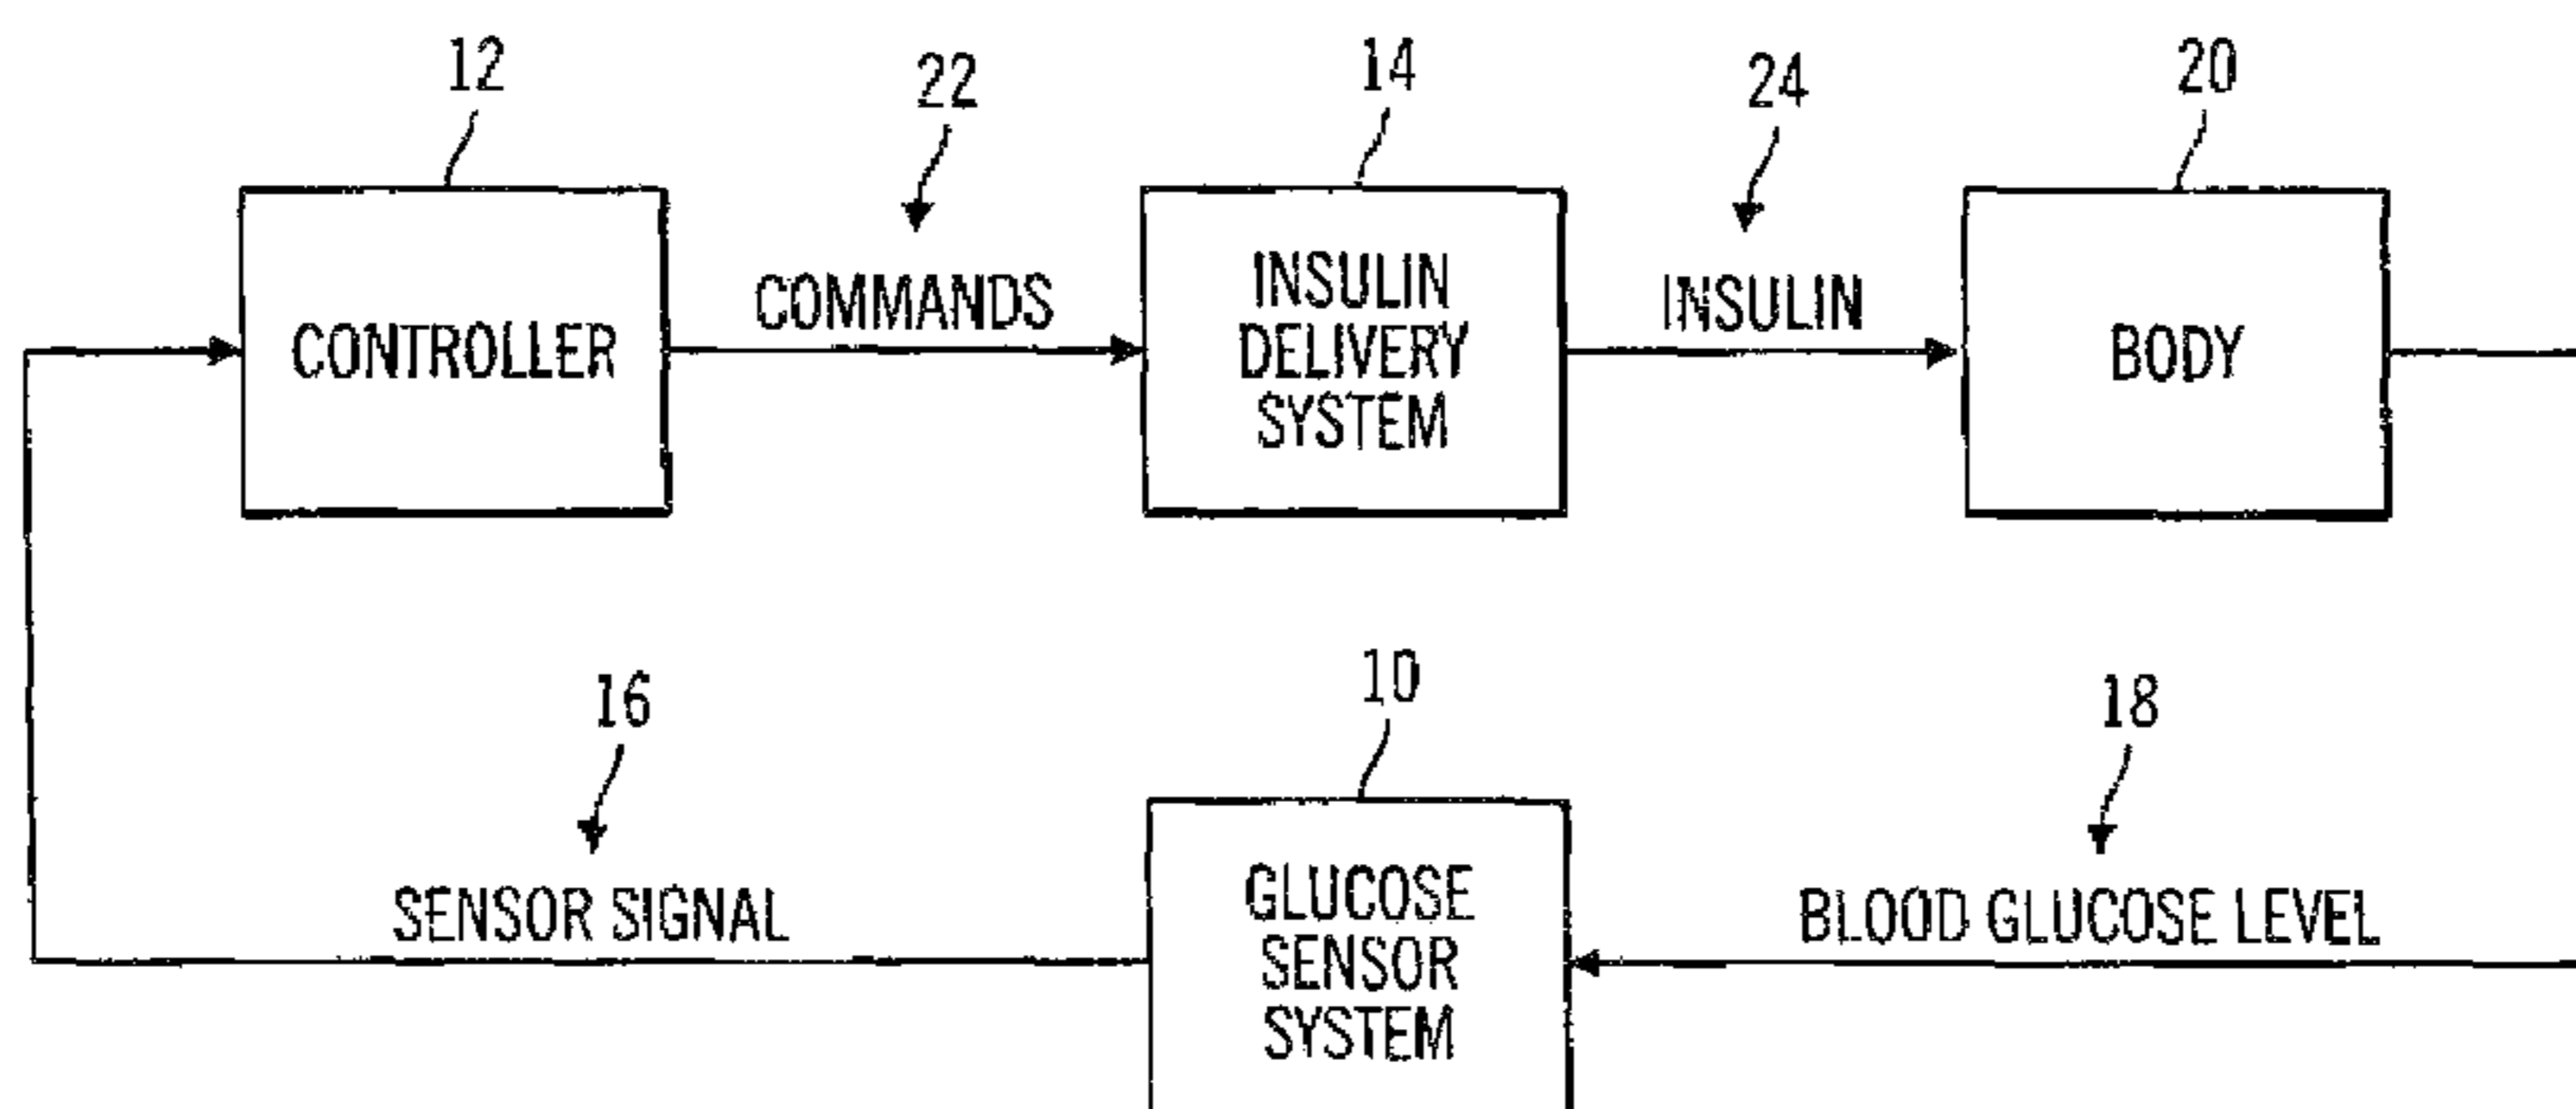 12
22
14
24
20
CONTROLLER
COMMANDS
INSULIN
DELIVERY
SYSTEM
INSULIN
BODY
16
10
18
SENSOR SIGNAL
GLUCOSE
SENSOR
SYSTEM
BLOOD GLUCOSE LEVEL